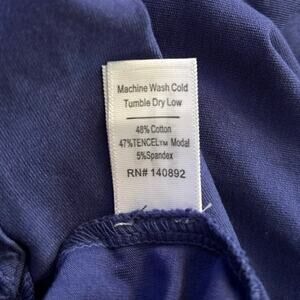 Machine Wash Cold
Tumble Dry Low
48% Cotton
47%TENCEL™ Modal
5%Spandex
RN# 140892